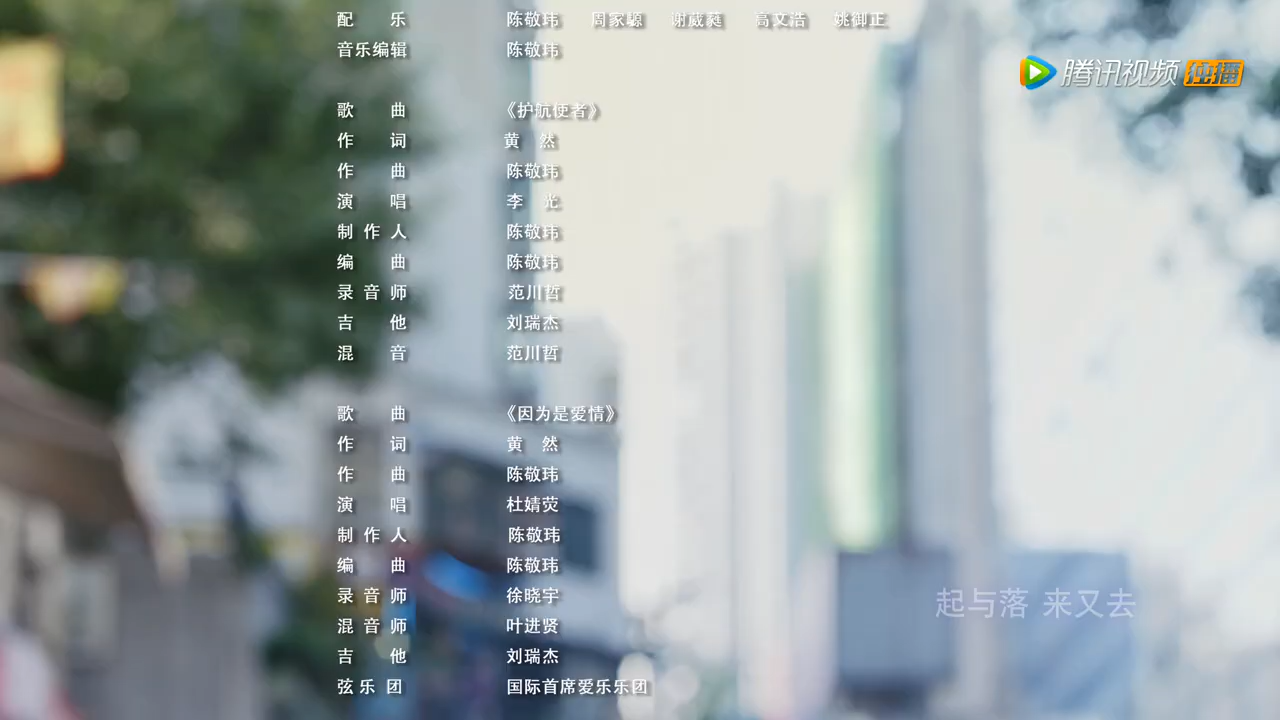 配乐 陈敬玮 周家騵 谢葳蕤 高文浩 姚御正
音乐编辑 陈敬玮
腾讯视频 独播
歌曲 《护航使者》
作词 黄然
作曲 陈敬玮
演唱 李光
制作人 陈敬玮
编曲 陈敬玮
录音师 范川哲
吉他 刘瑞杰
混音 范川哲
歌曲 《因为是爱情》
作词 黄然
作曲 陈敬玮
演唱 杜婧荧
制作人 陈敬玮
编曲 陈敬玮
录音师 徐晓宇
起与落 来又去
混音师 叶进贤
吉他 刘瑞杰
弦乐团 国际首席爱乐乐团